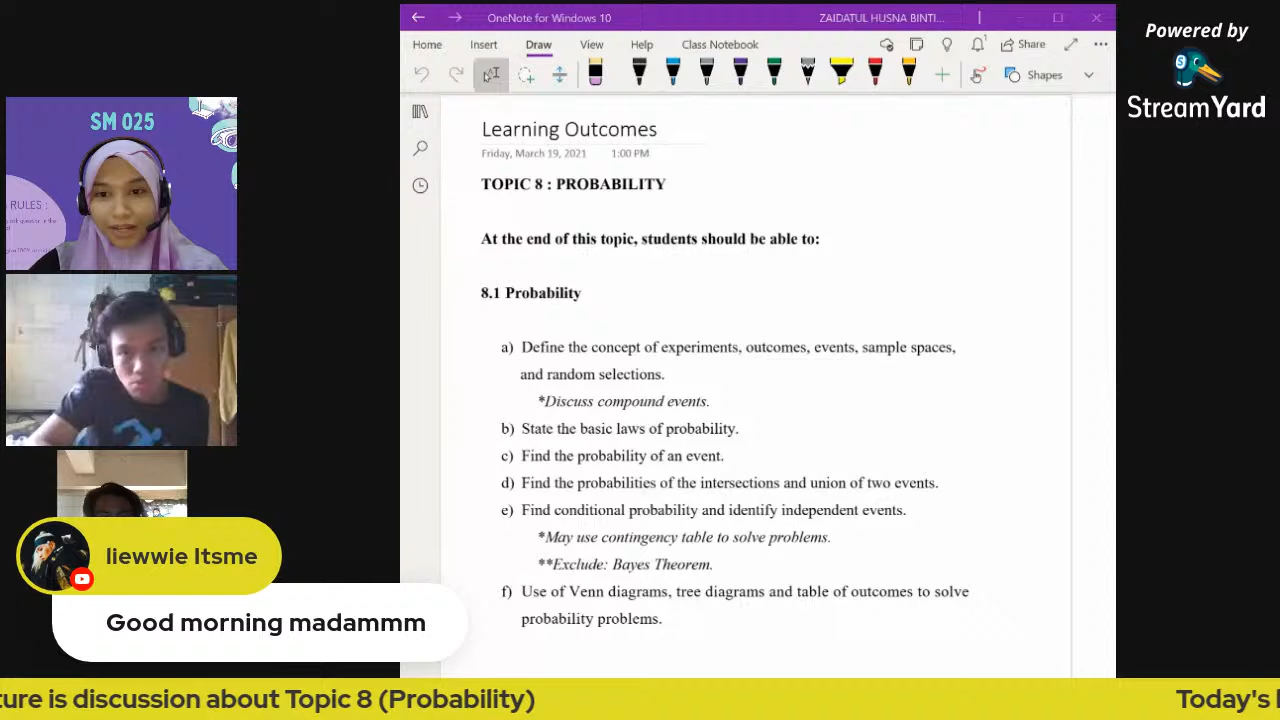 OneNote for Windows 10
ZAIDATUL HUSNA BINTI...
Powered by
StreamYard
Home Insert Draw View Help Class Notebook
Share
Shapes
SM 025
RULES :
Learning Outcomes
Friday, March 19, 2021 1:00 PM
TOPIC 8 : PROBABILITY
At the end of this topic, students should be able to:
8.1 Probability
a) Define the concept of experiments, outcomes, events, sample spaces,
and random selections.
*Discuss compound events.
b) State the basic laws of probability.
c) Find the probability of an event.
d) Find the probabilities of the intersections and union of two events.
e) Find conditional probability and identify independent events.
*May use contingency table to solve problems.
**Exclude: Bayes Theorem.
f) Use of Venn diagrams, tree diagrams and table of outcomes to solve
probability problems.
liewwie Itsme
Good morning madammm
ture is discussion about Topic 8 (Probability)
Today's l